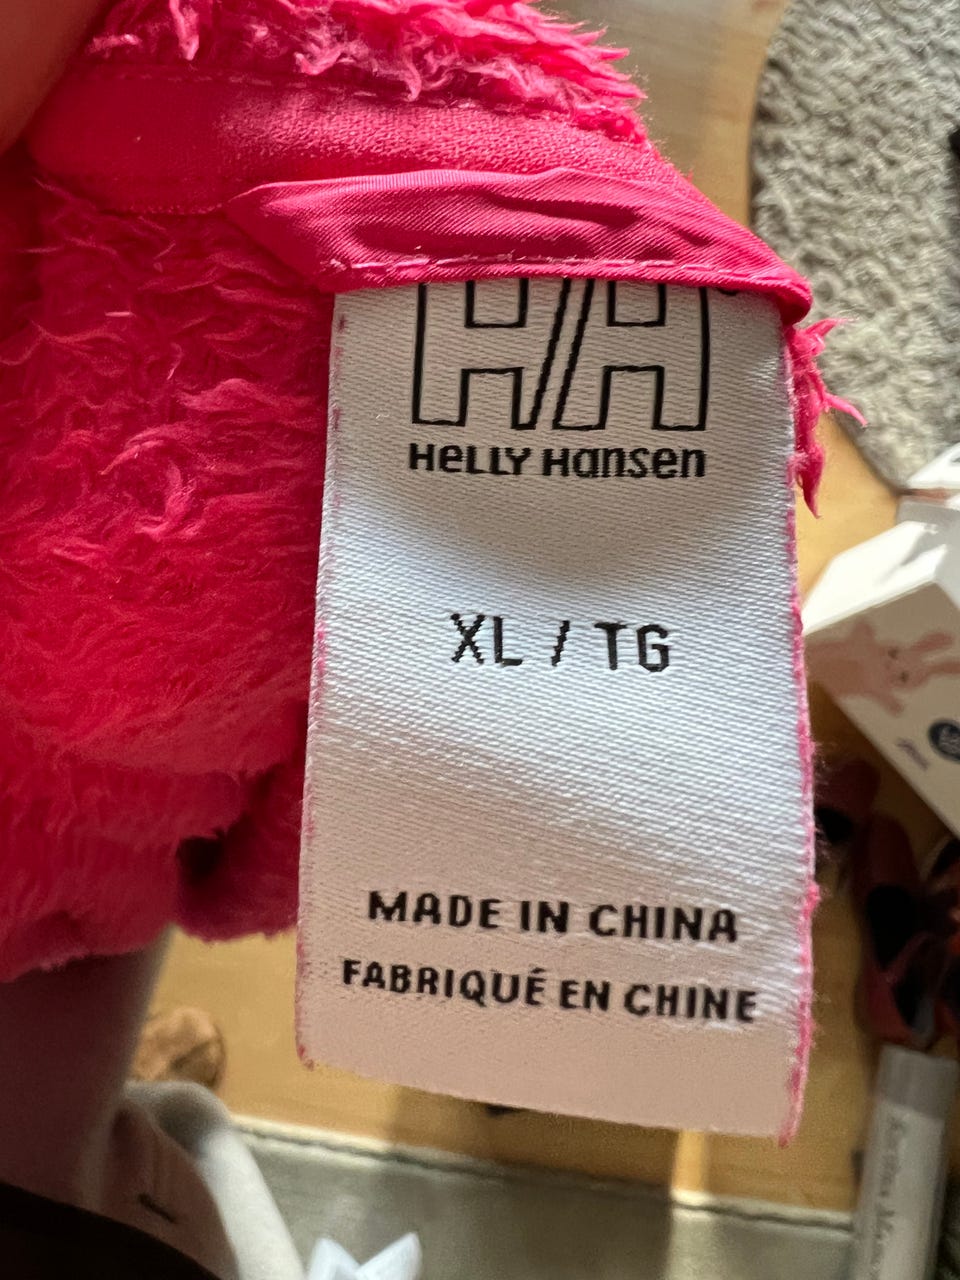 HH
HELLY HANSEN
XL / TG
MADE IN CHINA
FABRIQUÉ EN CHINE